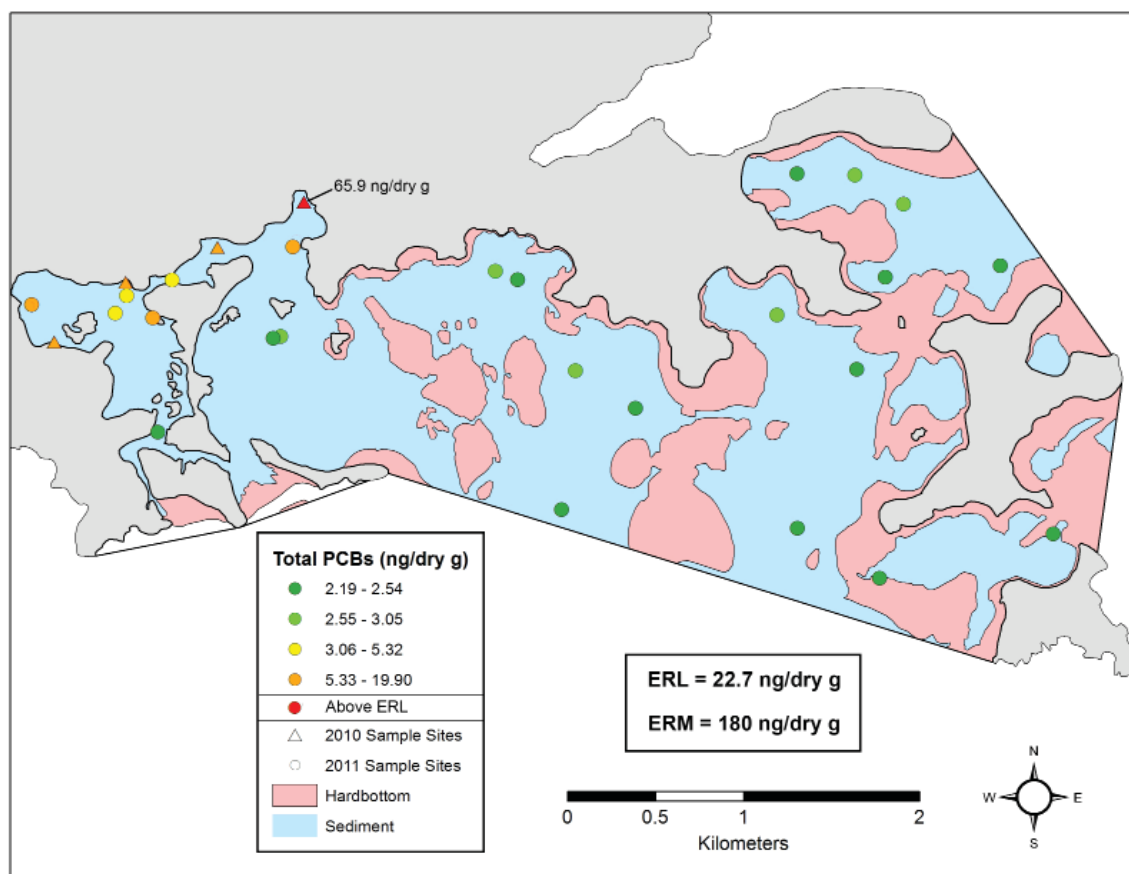 65.9 ng/dry g
Total PCBs (ng/dry g)
2.19 - 2.54
2.55 - 3.05
3.06 - 5.32
5.33 - 19.90
Above ERL
2010 Sample Sites
2011 Sample Sites
Hardbottom
Sediment
ERL = 22.7 ng/dry g
ERM = 180 ng/dry g
0 0.5 1 2
Kilometers
N
W E
S